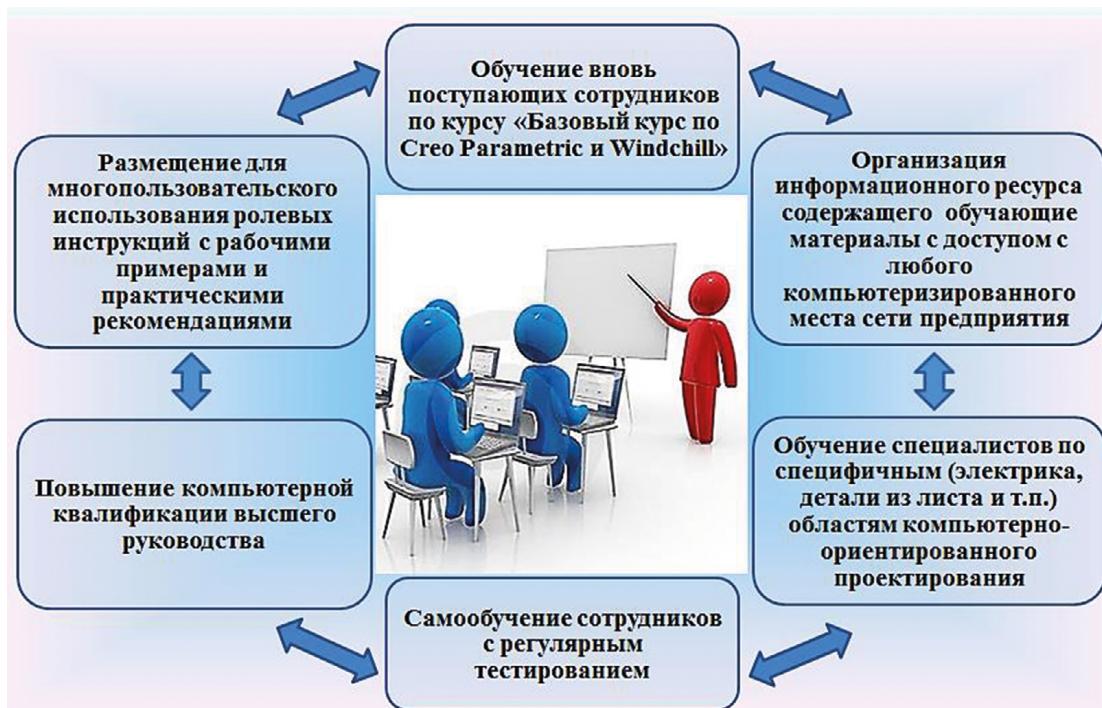 Обучение вновь
поступающих сотрудников
по курсу «Базовый курс по
Creo Parametric и Windchill»
Размещение для
многопользовательского
использования ролевых
инструкций с рабочими
примерами и
практическими
рекомендациями
Организация
информационного ресурса
содержащего обучающие
материалы с доступом с
любого
компьютеризированного
места сети предприятия
Повышение компьютерной
квалификации высшего
руководства
Обучение специалистов по
специфичным (электрика,
детали из листа и т.п.)
областям компьютерно-
ориентированного
проектирования
Самообучение сотрудников
с регулярным
тестированием